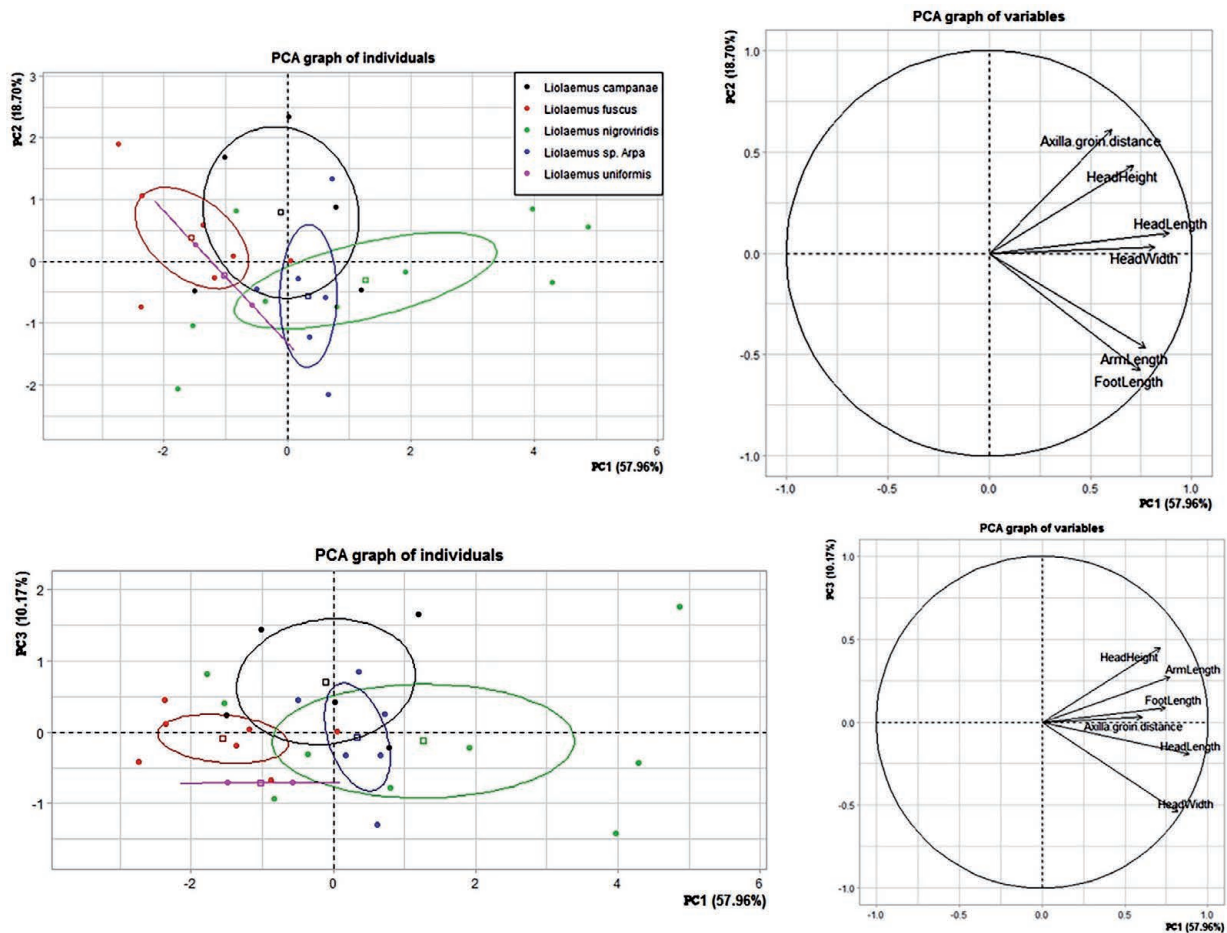 PCA graph of individuals
PC2 (18.70%)
3
2
1
0
-1
-2
-2
0
2
4
6
PC1 (57.96%)
Liolaemus campanae
Liolaemus fuscus
Liolaemus nigroviridis
Liolaemus sp. Arpa
Liolaemus uniformis
PCA graph of variables
PC2 (18.70%)
1.0
0.5
0.0
-0.5
-1.0
Axilla.groin.distance
HeadHeight
HeadLength
HeadWidth
ArmLength
FootLength
-1.0
-0.5
0.0
0.5
1.0
PC1 (57.96%)
PCA graph of individuals
PC3 (10.17%)
2
1
0
-1
-2
0
2
4
6
PC1 (57.96%)
PCA graph of variables
PC3 (10.17%)
1.0
0.5
0.0
-0.5
-1.0
HeadHeight
ArmLength
FootLength
Axilla.groin.distance
HeadLength
HeadWidth
-1.0
-0.5
0.0
0.5
1.0
PC1 (57.96%)